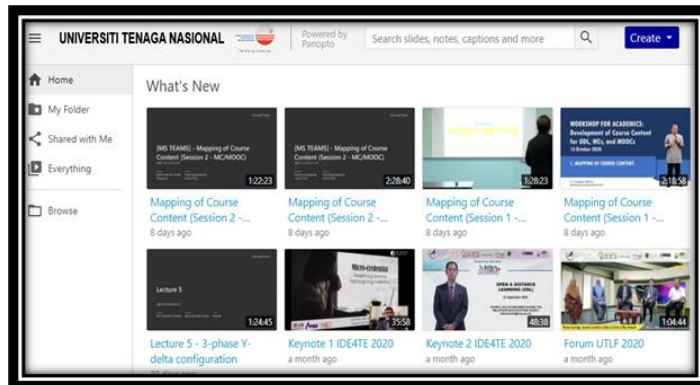 UNIVERSITI TENAGA NASIONAL
Powered by
Panopto
Search slides, notes, captions and more
Create
Home
My Folder
Shared with Me
Everything
Browse
What's New
[MS TEAMS] - Mapping of Course
Content (Session 2 - MC/MOOC)
1:22:23
Mapping of Course
Content (Session 2 -...
8 days ago
[MS TEAMS] - Mapping of Course
Content (Session 2 - MC/MOOC)
2:28:40
Mapping of Course
Content (Session 2 -...
8 days ago
1:28:23
Mapping of Course
Content (Session 1 -...
8 days ago
WORKSHOP FOR ACADEMICS:
Development of Course Content
for ODL, MCs, and MOOCs
12 October 2020
1. MAPPING OF COURSE CONTENT
2:18:58
Mapping of Course
Content (Session 1 -...
8 days ago
Lecture 5
1:24:45
Lecture 5 - 3-phase Y-
delta configuration
Micro-credential
35:58
Keynote 1 IDE4TE 2020
a month ago
OPEN & DISTANCE
LEARNING (ODL)
48:38
Keynote 2 IDE4TE 2020
a month ago
1:04:44
Forum UTLF 2020
a month ago